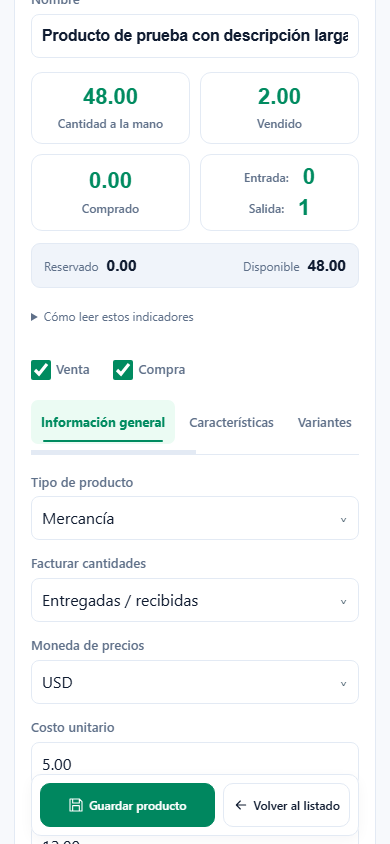 Nombre
Producto de prueba con descripción larga
48.00
Cantidad a la mano
2.00
Vendido
0.00
Comprado
Entrada: 0
Salida: 1
Reservado 0.00
Disponible 48.00
Cómo leer estos indicadores
Venta
Compra
Información general
Características
Variantes
Tipo de producto
Mercancía
Facturar cantidades
Entregadas / recibidas
Moneda de precios
USD
Costo unitario
5.00
Guardar producto
Volver al listado